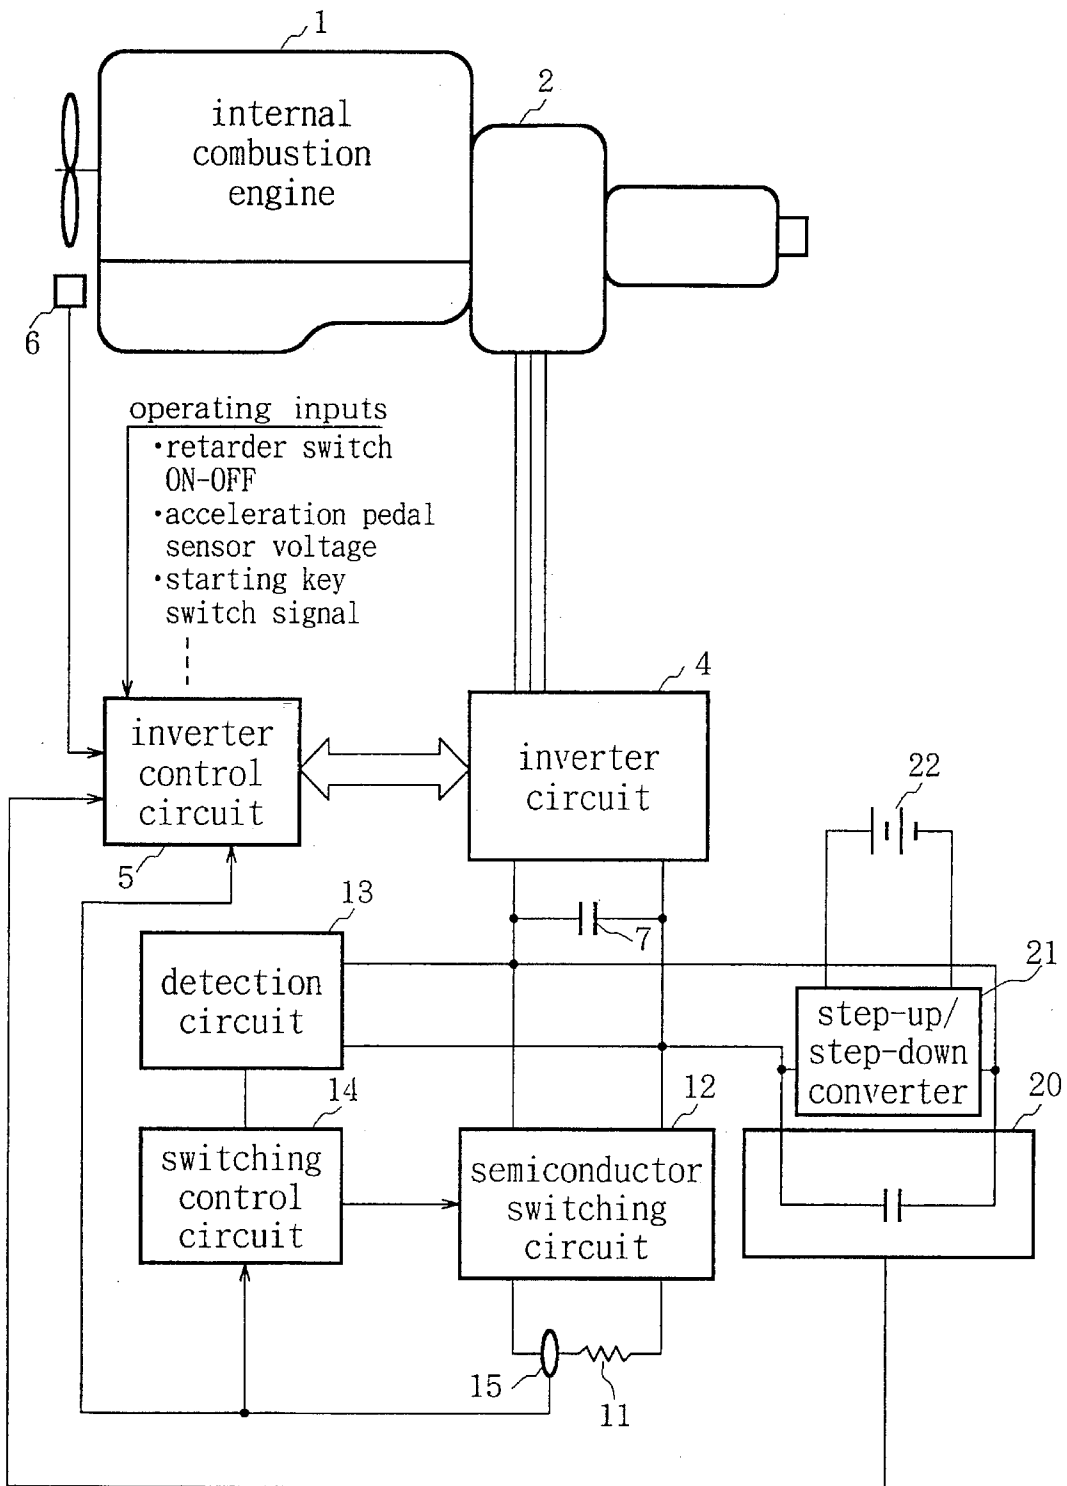 1
internal
combustion
engine
2
6
operating inputs
・retarder switch
ON-OFF
・acceleration pedal
sensor voltage
・starting key
switch signal
4
inverter
control
circuit
5
inverter
circuit
22
7
13
detection
circuit
21
step-up/
step-down
converter
14
switching
control
circuit
12
semiconductor
switching
circuit
20
15
11